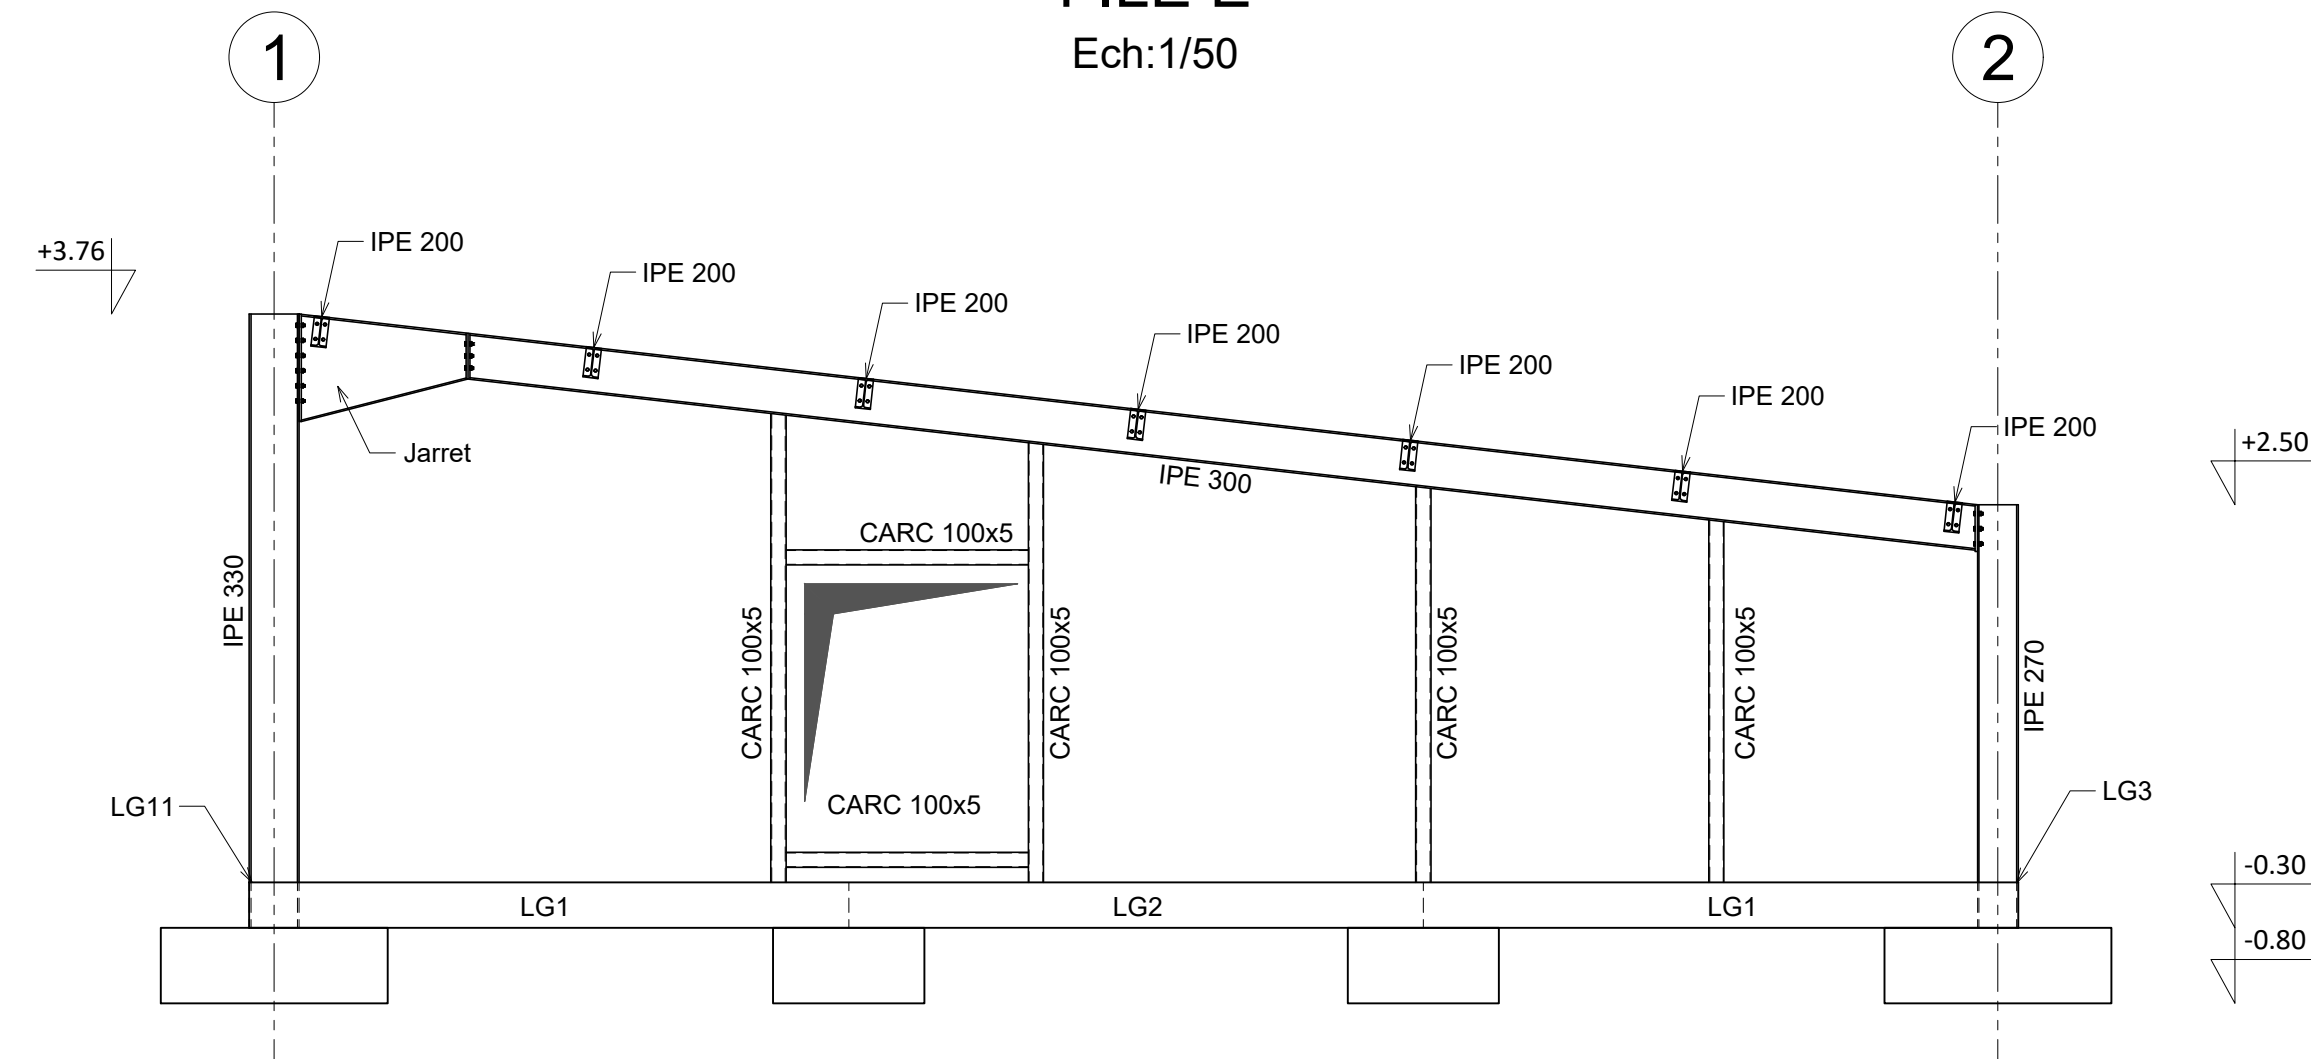 1
2
Ech:1/50
+3.76
IPE 200
IPE 200
IPE 200
IPE 200
IPE 200
IPE 200
IPE 200
+2.50
Jarret
IPE 300
CARC 100x5
IPE 330
CARC 100x5
CARC 100x5
CARC 100x5
CARC 100x5
IPE 270
CARC 100x5
LG11
LG3
-0.30
LG1
LG2
LG1
-0.80